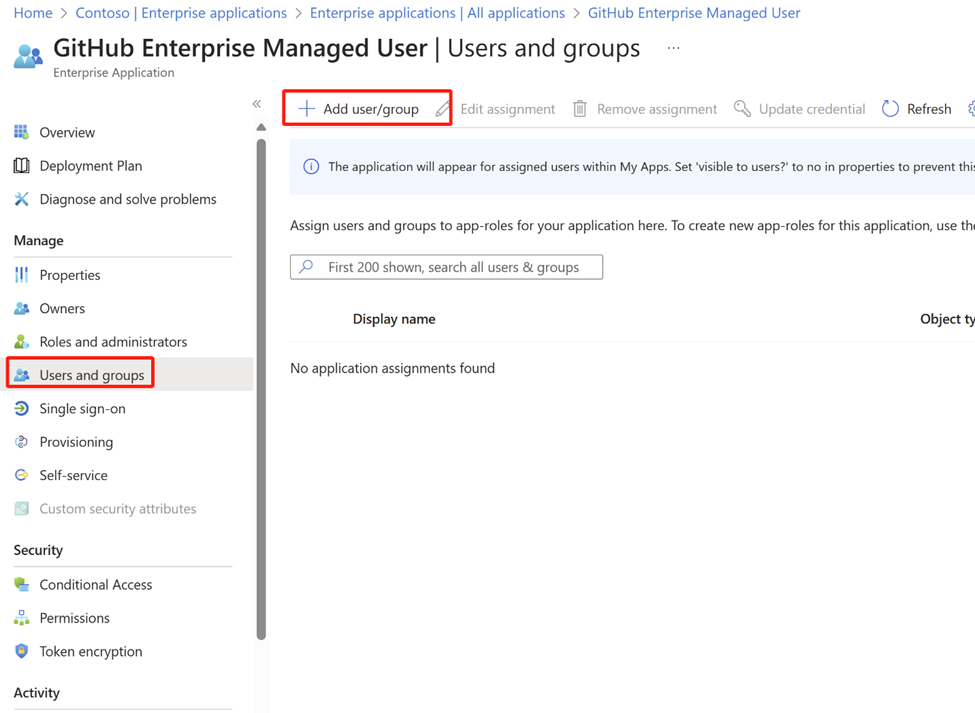 Home > Contoso | Enterprise applications > Enterprise applications | All applications > GitHub Enterprise Managed User
GitHub Enterprise Managed User | Users and groups ...
Enterprise Application
«
Overview
Deployment Plan
Diagnose and solve problems
Manage
Properties
Owners
Roles and administrators
Users and groups
Single sign-on
Provisioning
Self-service
Custom security attributes
Security
Conditional Access
Permissions
Token encryption
Activity
Add user/group Edit assignment Remove assignment Update credential Refresh
The application will appear for assigned users within My Apps. Set 'visible to users?' to no in properties to prevent this
Assign users and groups to app-roles for your application here. To create new app-roles for this application, use the
First 200 shown, search all users & groups
Display name Object ty
No application assignments found